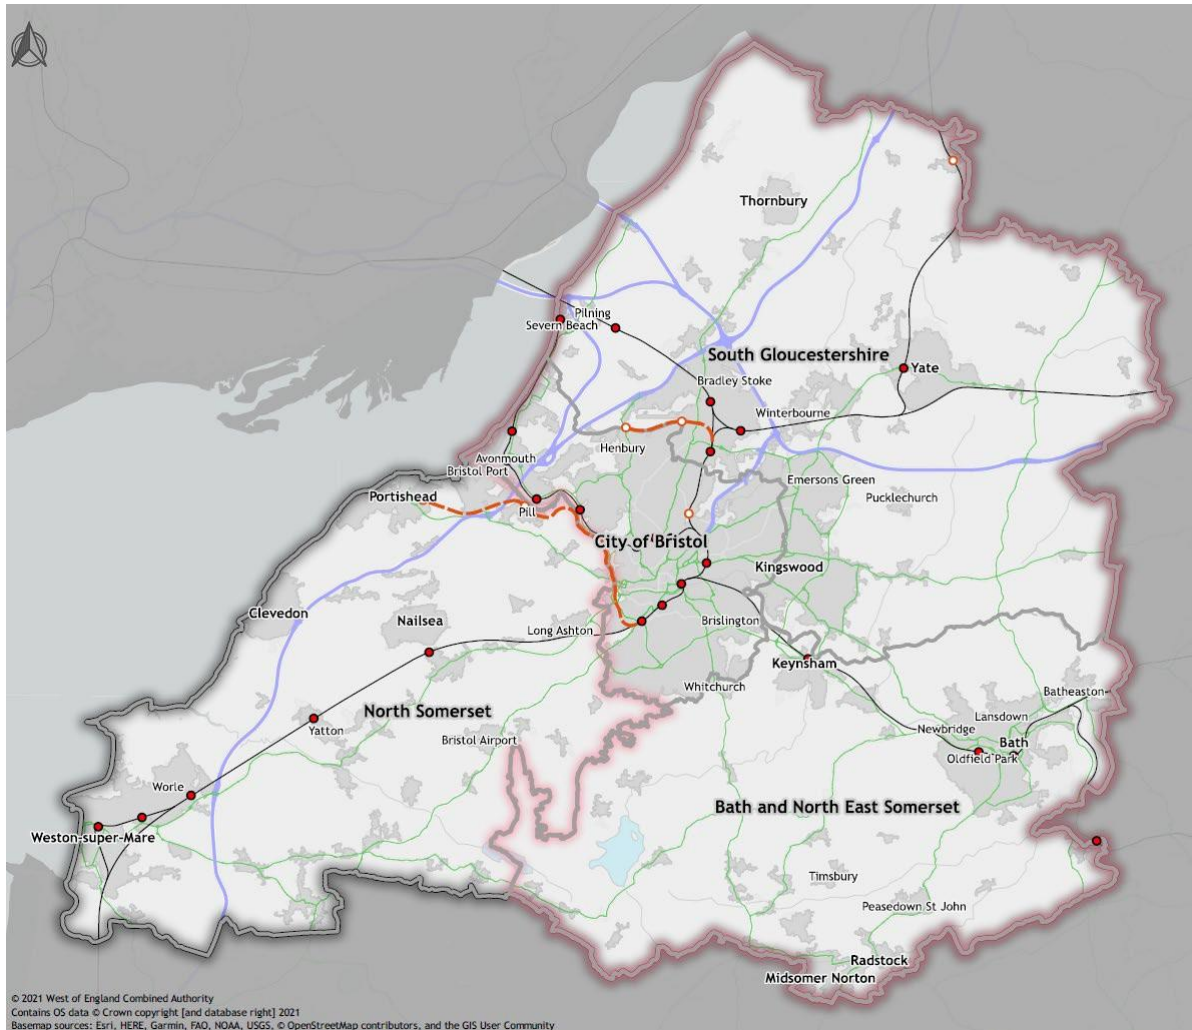 Thornbury
Pilning
Severn Beach
South Gloucestershire
Yate
Bradley Stoke
Winterbourne
Henbury
Avonmouth
Bristol Port
Emersons Green
Pucklechurch
Portishead
Pill
City of Bristol
Kingswood
Clevedon
Nailsea
Long Ashton
Brislington
Keynsham
Whitchurch
Batheaston
North Somerset
Lansdown
Newbridge
Yatton
Bristol Airport
Bath
Oldfield Park
Worle
Bath and North East Somerset
Weston-super-Mare
Timsbury
Peasedown St John
Radstock
Midsomer Norton
© 2021 West of England Combined Authority
Contains OS data © Crown copyright [and database right] 2021
Basemap sources: Esri, HERE, Garmin, FAO, NOAA, USGS, © OpenStreetMap contributors, and the GIS User Community